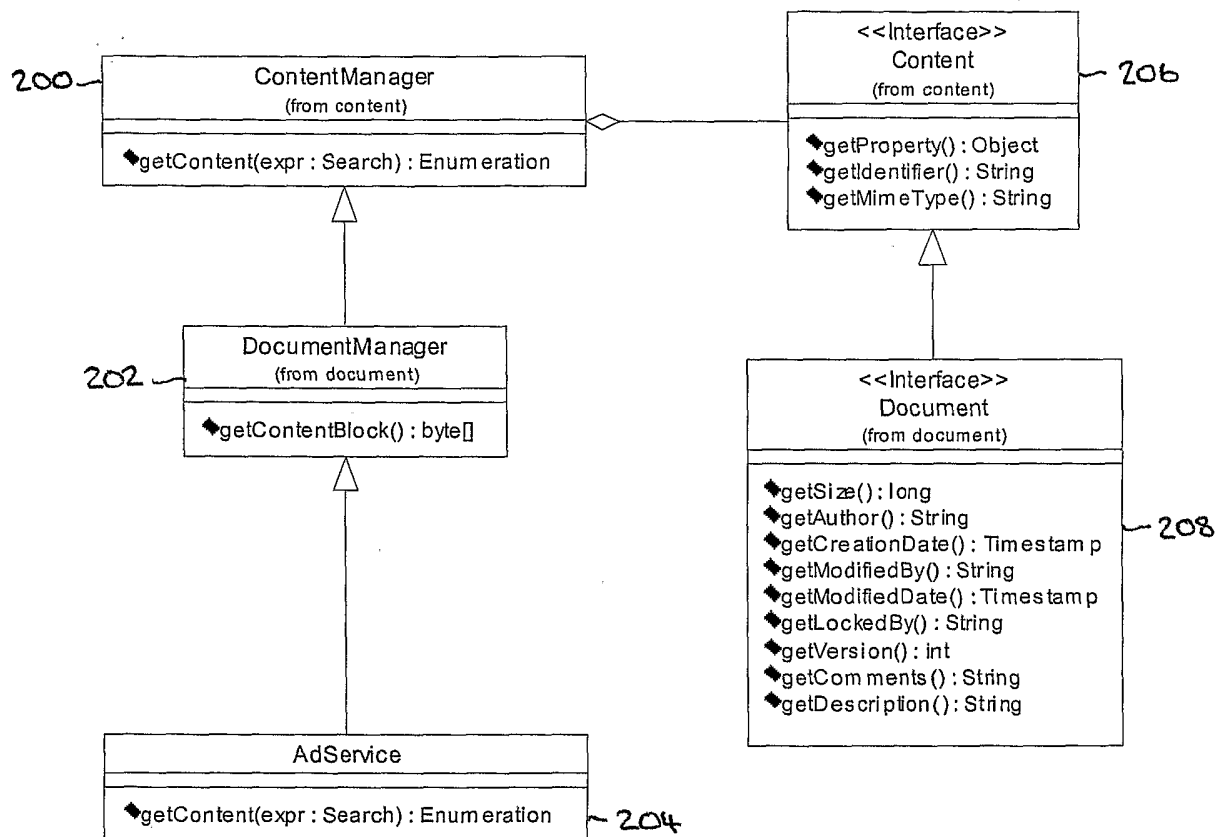 200
ContentManager
(from content)
getContent(expr : Search) : Enumeration
<<Interface>>
Content
(from content)
206
getProperty() : Object
getIdentifier() : String
getMimeType() : String
202
DocumentManager
(from document)
getContentBlock() : byte[]
<<Interface>>
Document
(from document)
getSize() : long
getAuthor() : String
getCreationDate() : Timestamp
getModifiedBy() : String
getModifiedDate() : Timestamp
getLockedBy() : String
getVersion() : int
getComments() : String
getDescription() : String
208
AdService
getContent(expr : Search) : Enumeration
204